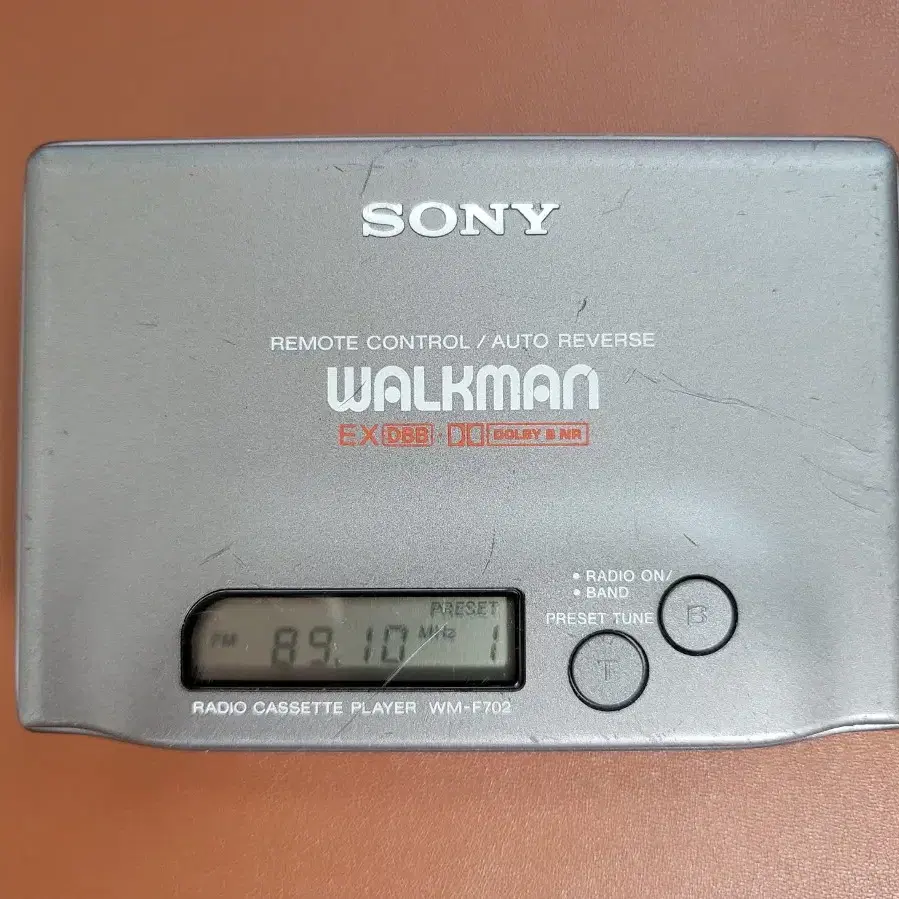 SONY
REMOTE CONTROL / AUTO REVERSE
WALKMAN
EX DBB · DOLBY B NR
• RADIO ON/
• BAND
B
PRESET TUNE
T
PRESET
FM 89.10 MHz 1
RADIO CASSETTE PLAYER WM-F702